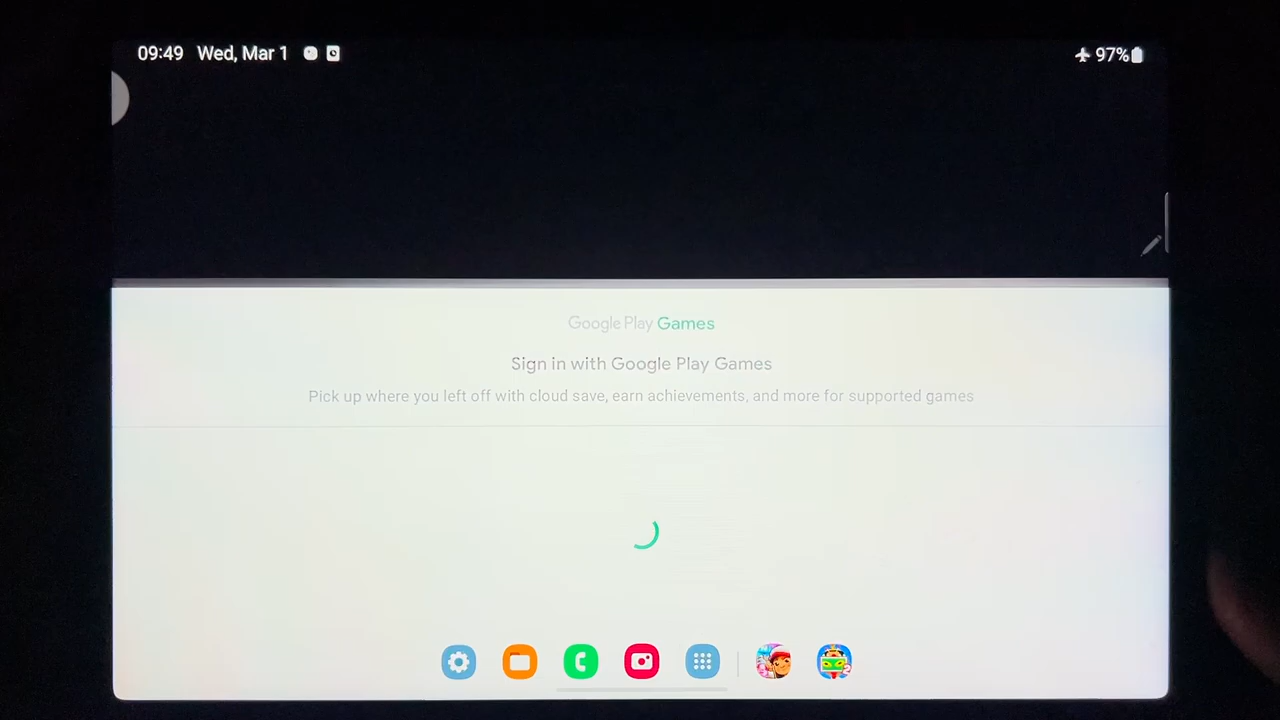 09:49 Wed, Mar 1 97%
Google Play Games
Sign in with Google Play Games
Pick up where you left off with cloud save, earn achievements, and more for supported games